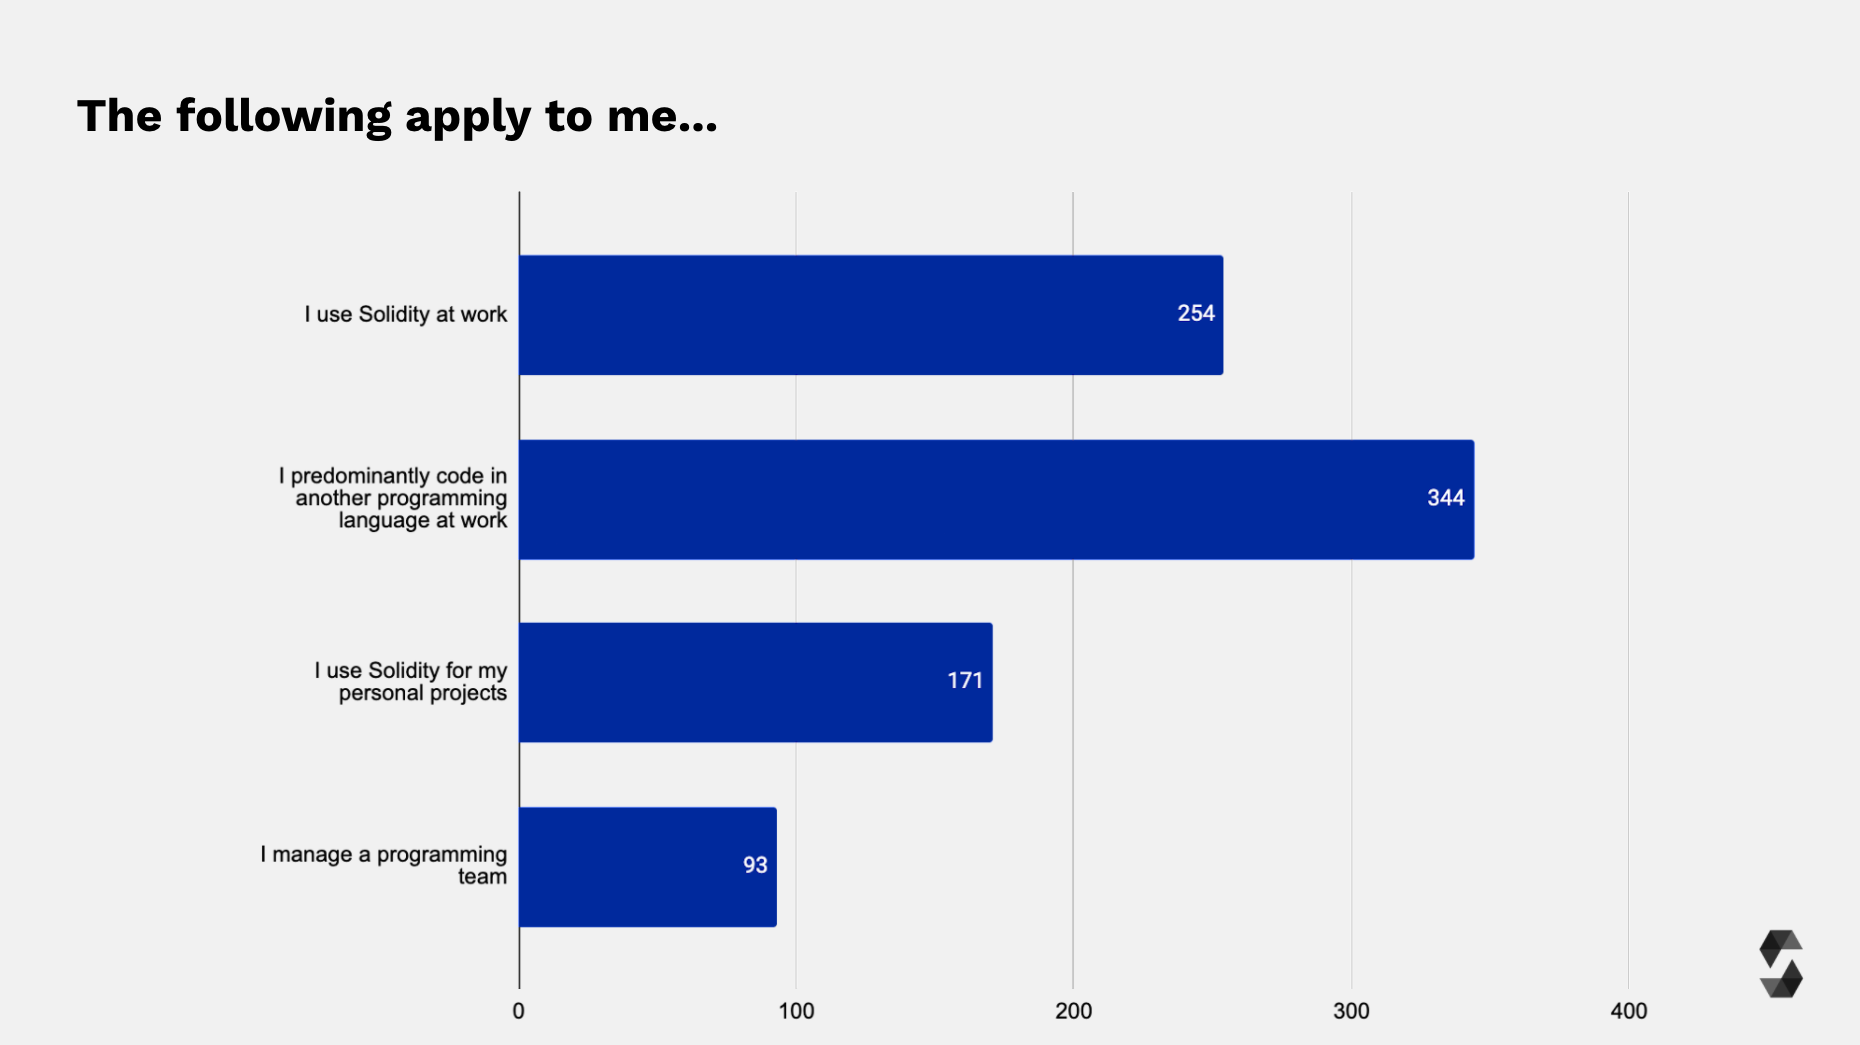 The following apply to me...
I use Solidity at work
254
I predominantly code in
another programming
language at work
344
I use Solidity for my
personal projects
171
I manage a programming
team
93
0 100 200 300 400